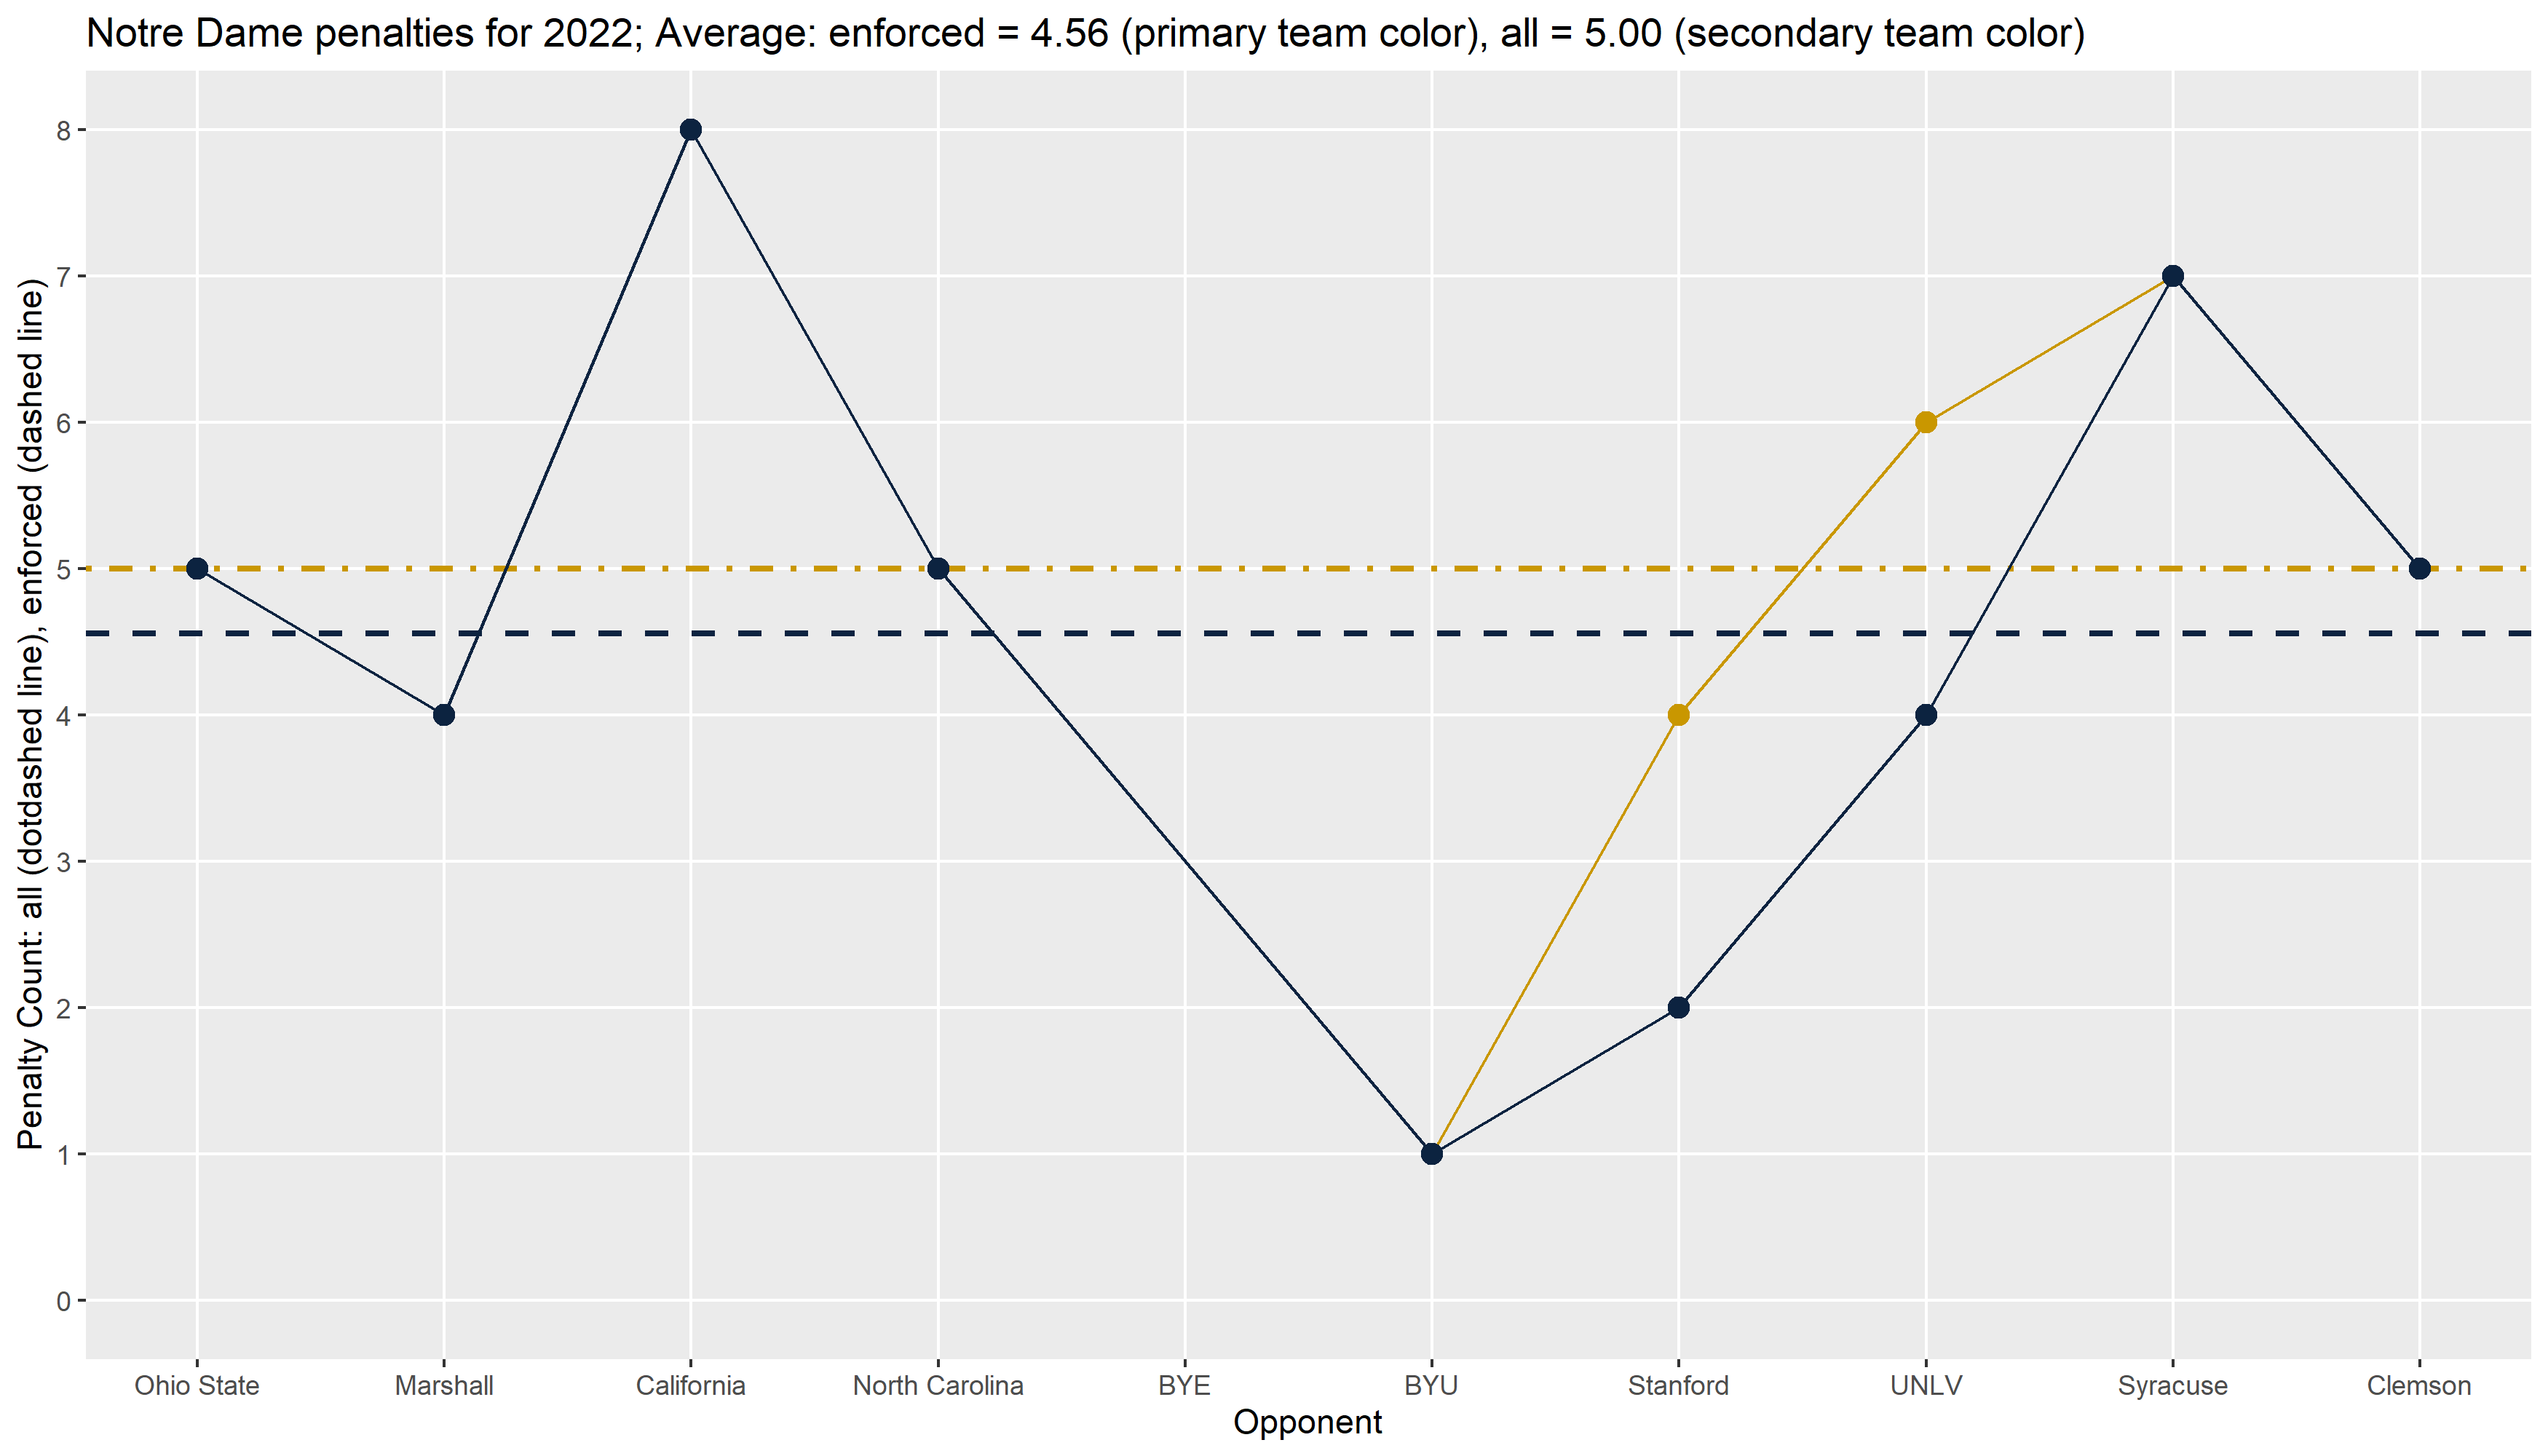 Notre Dame penalties for 2022; Average: enforced = 4.56 (primary team color), all = 5.00 (secondary team color)
Penalty Count: all (dotdashed line), enforced (dashed line)
8
7
6
5
4
3
2
1
0
Ohio State Marshall California North Carolina BYE BYU Stanford UNLV Syracuse Clemson
Opponent